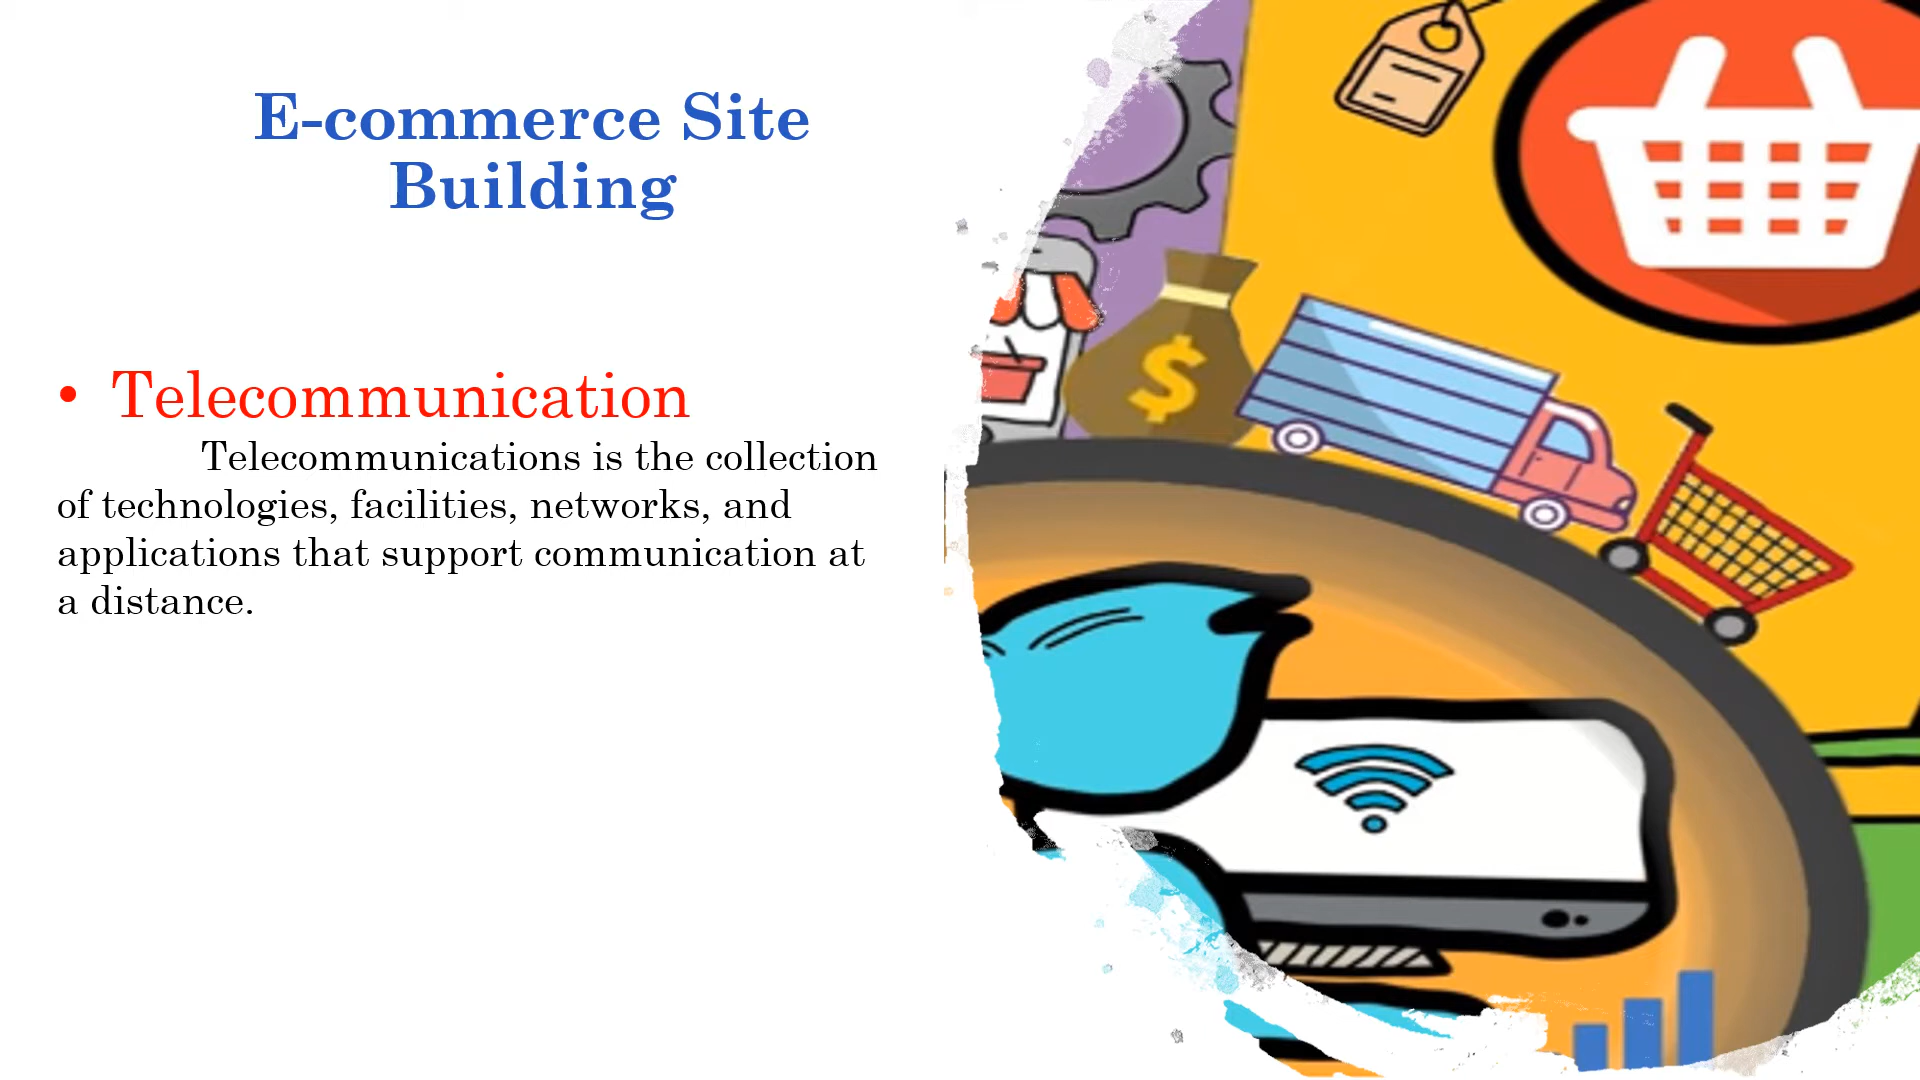 E-commerce Site
Building
• Telecommunication
Telecommunications is the collection
of technologies, facilities, networks, and
applications that support communication at
a distance.
$